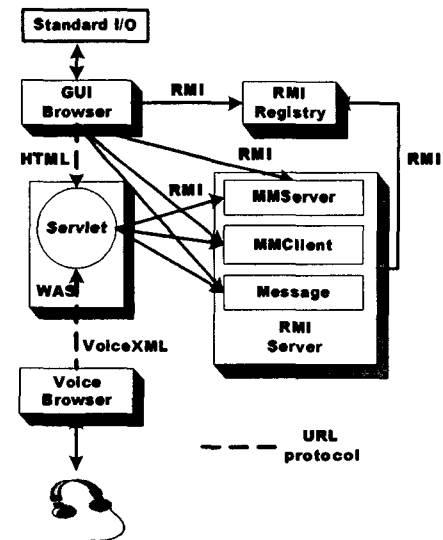 Standard I/O
GUI
Browser
RMI
RMI
Registry
HTML
RMI
RMI
RMI
MMServer
Servlet
MMClient
WAS
Message
RMI
Server
VoiceXML
Voice
Browser
URL
protocol